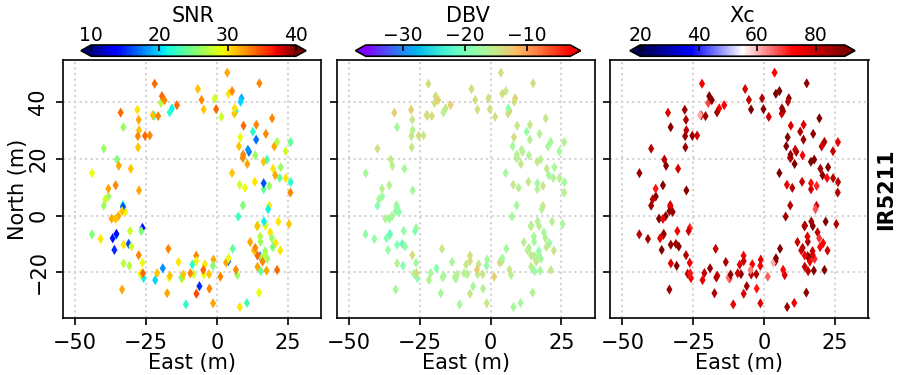 SNR DBV Xc
10 20 30 40 −30 −20 −10 20 40 60 80
40
20
0
−20
North (m)
IR5211
−50 −25 0 25 −50 −25 0 25 −50 −25 0 25
East (m) East (m) East (m)